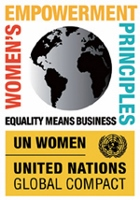 WOMEN'S
EMPOWERMENT
PRINCIPLES
EQUALITY MEANS BUSINESS
UN WOMEN
UNITED NATIONS
GLOBAL COMPACT